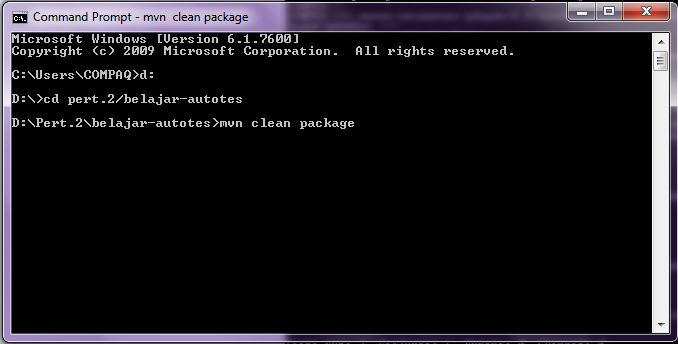 Command Prompt - mvn  clean package
Microsoft Windows [Version 6.1.7600]
Copyright (c) 2009 Microsoft Corporation.  All rights reserved.
C:\Users\COMPAQ>d:
D:\>cd pert.2/belajar-autotes
D:\Pert.2\belajar-autotes>mvn clean package